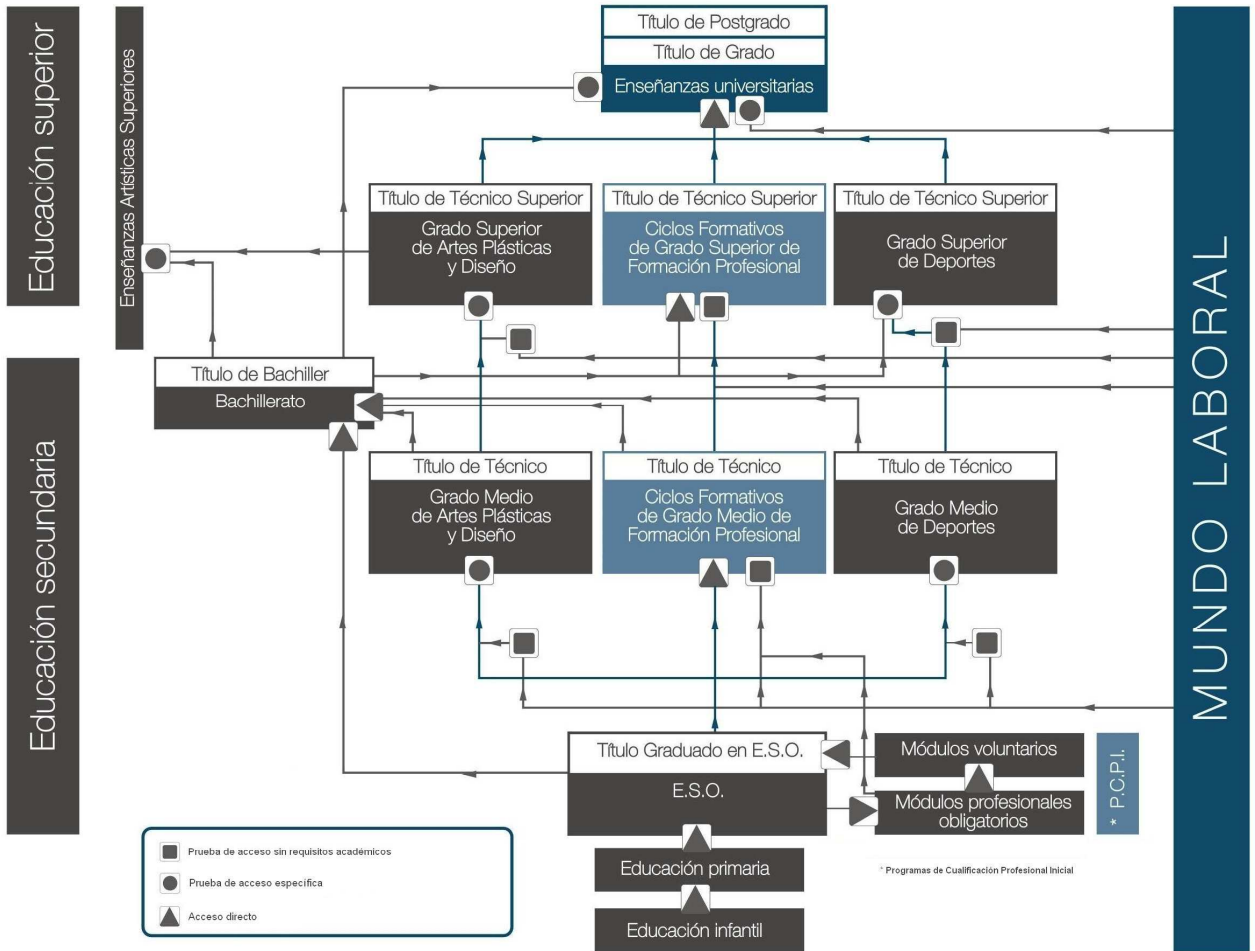 Educación superior
Enseñanzas Artísticas Superiores
Título de Postgrado
Título de Grado
Enseñanzas universitarias
Título de Técnico Superior
Grado Superior
de Artes Plásticas
y Diseño
Título de Técnico Superior
Ciclos Formativos
de Grado Superior de
Formación Profesional
Título de Técnico Superior
Grado Superior
de Deportes
MUNDO LABORAL
Educación secundaria
Título de Bachiller
Bachillerato
Título de Técnico
Grado Medio
de Artes Plásticas
y Diseño
Título de Técnico
Ciclos Formativos
de Grado Medio de
Formación Profesional
Título de Técnico
Grado Medio
de Deportes
Título Graduado en E.S.O.
E.S.O.
Módulos voluntarios
Módulos profesionales
obligatorios
* P.C.P.I.
Educación primaria
Educación infantil
* Programas de Cualificación Profesional Inicial
Prueba de acceso sin requisitos académicos
Prueba de acceso específica
Acceso directo